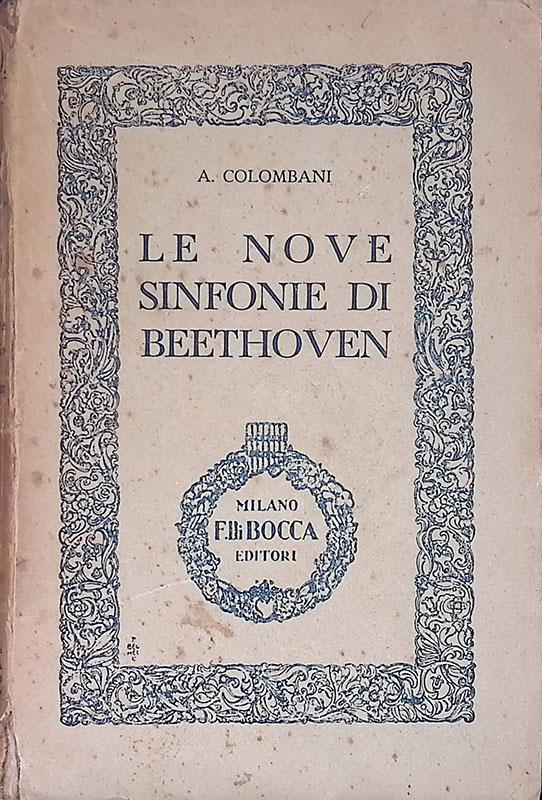 A. COLOMBANI
LE NOVE
SINFONIE DI
BEETHOVEN
MILANO
F.lli BOCCA
EDITORI